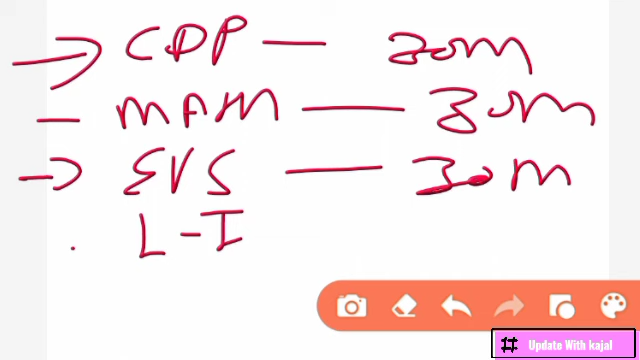 → CDP — 30m
- MAM — 30m
→ EVS — 30m
. L-I
# Update With kajal